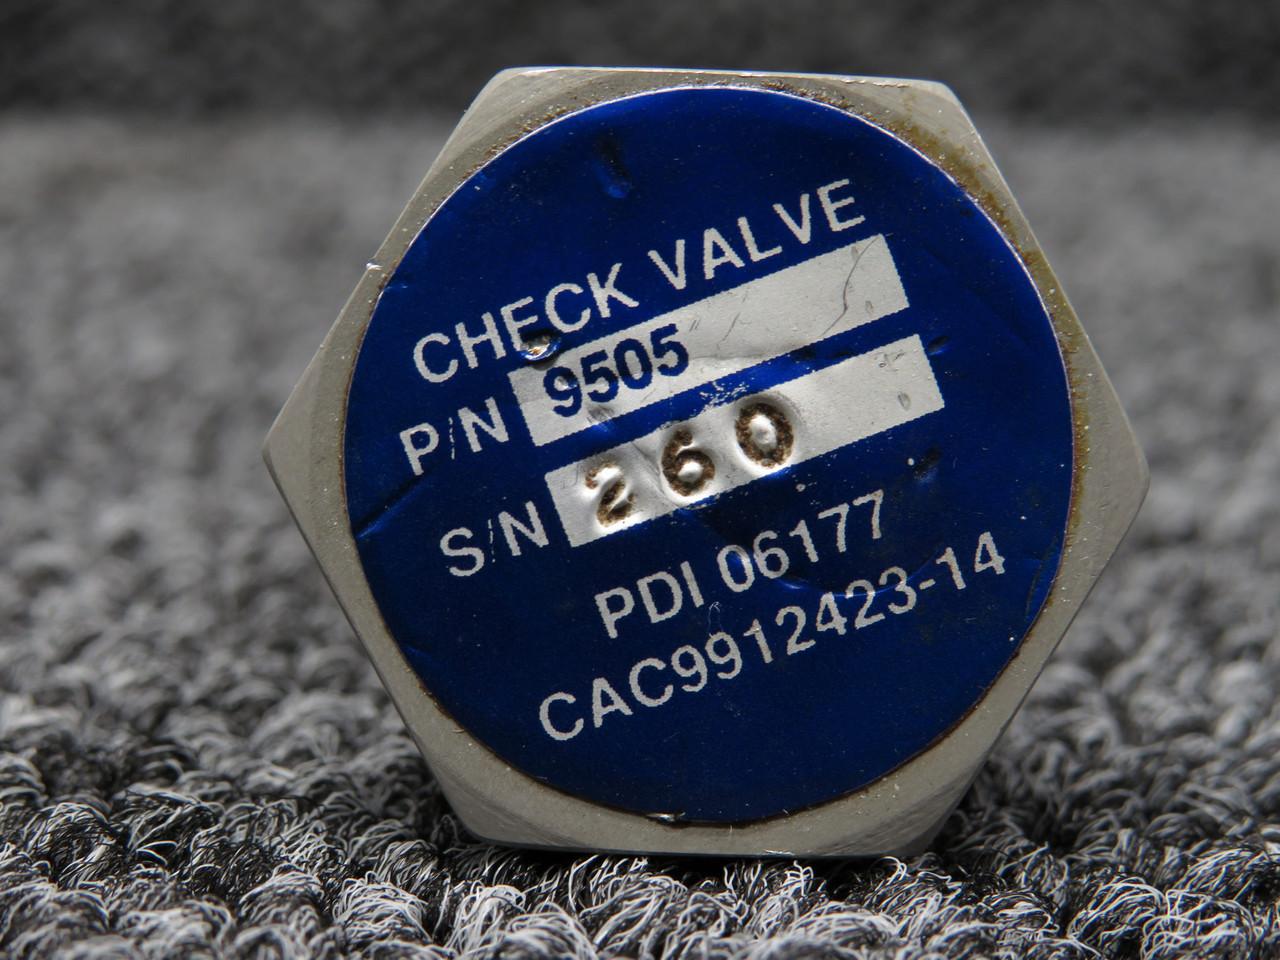 CHECK VALVE
P/N 9505
S/N 260
PDI 06177
CAC9912423-14